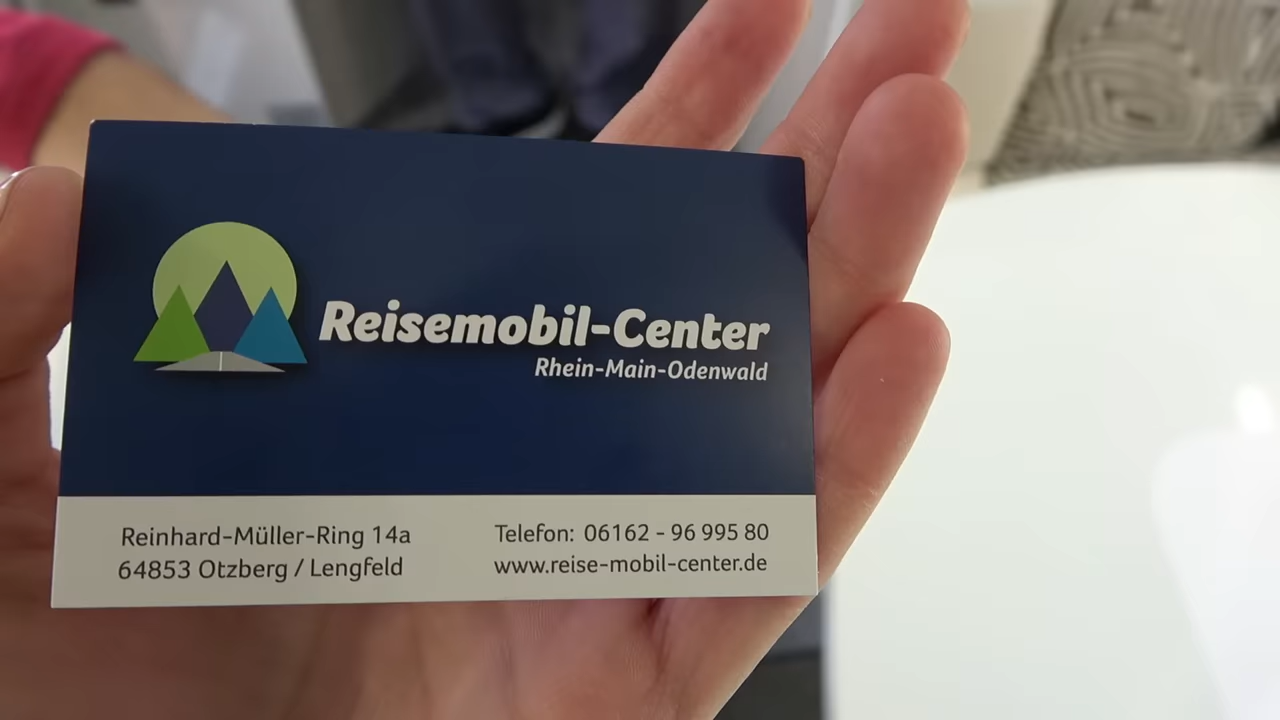 Reisemobil-Center
Rhein-Main-Odenwald
Reinhard-Müller-Ring 14a
64853 Otzberg / Lengfeld
Telefon: 06162 - 96 995 80
www.reise-mobil-center.de